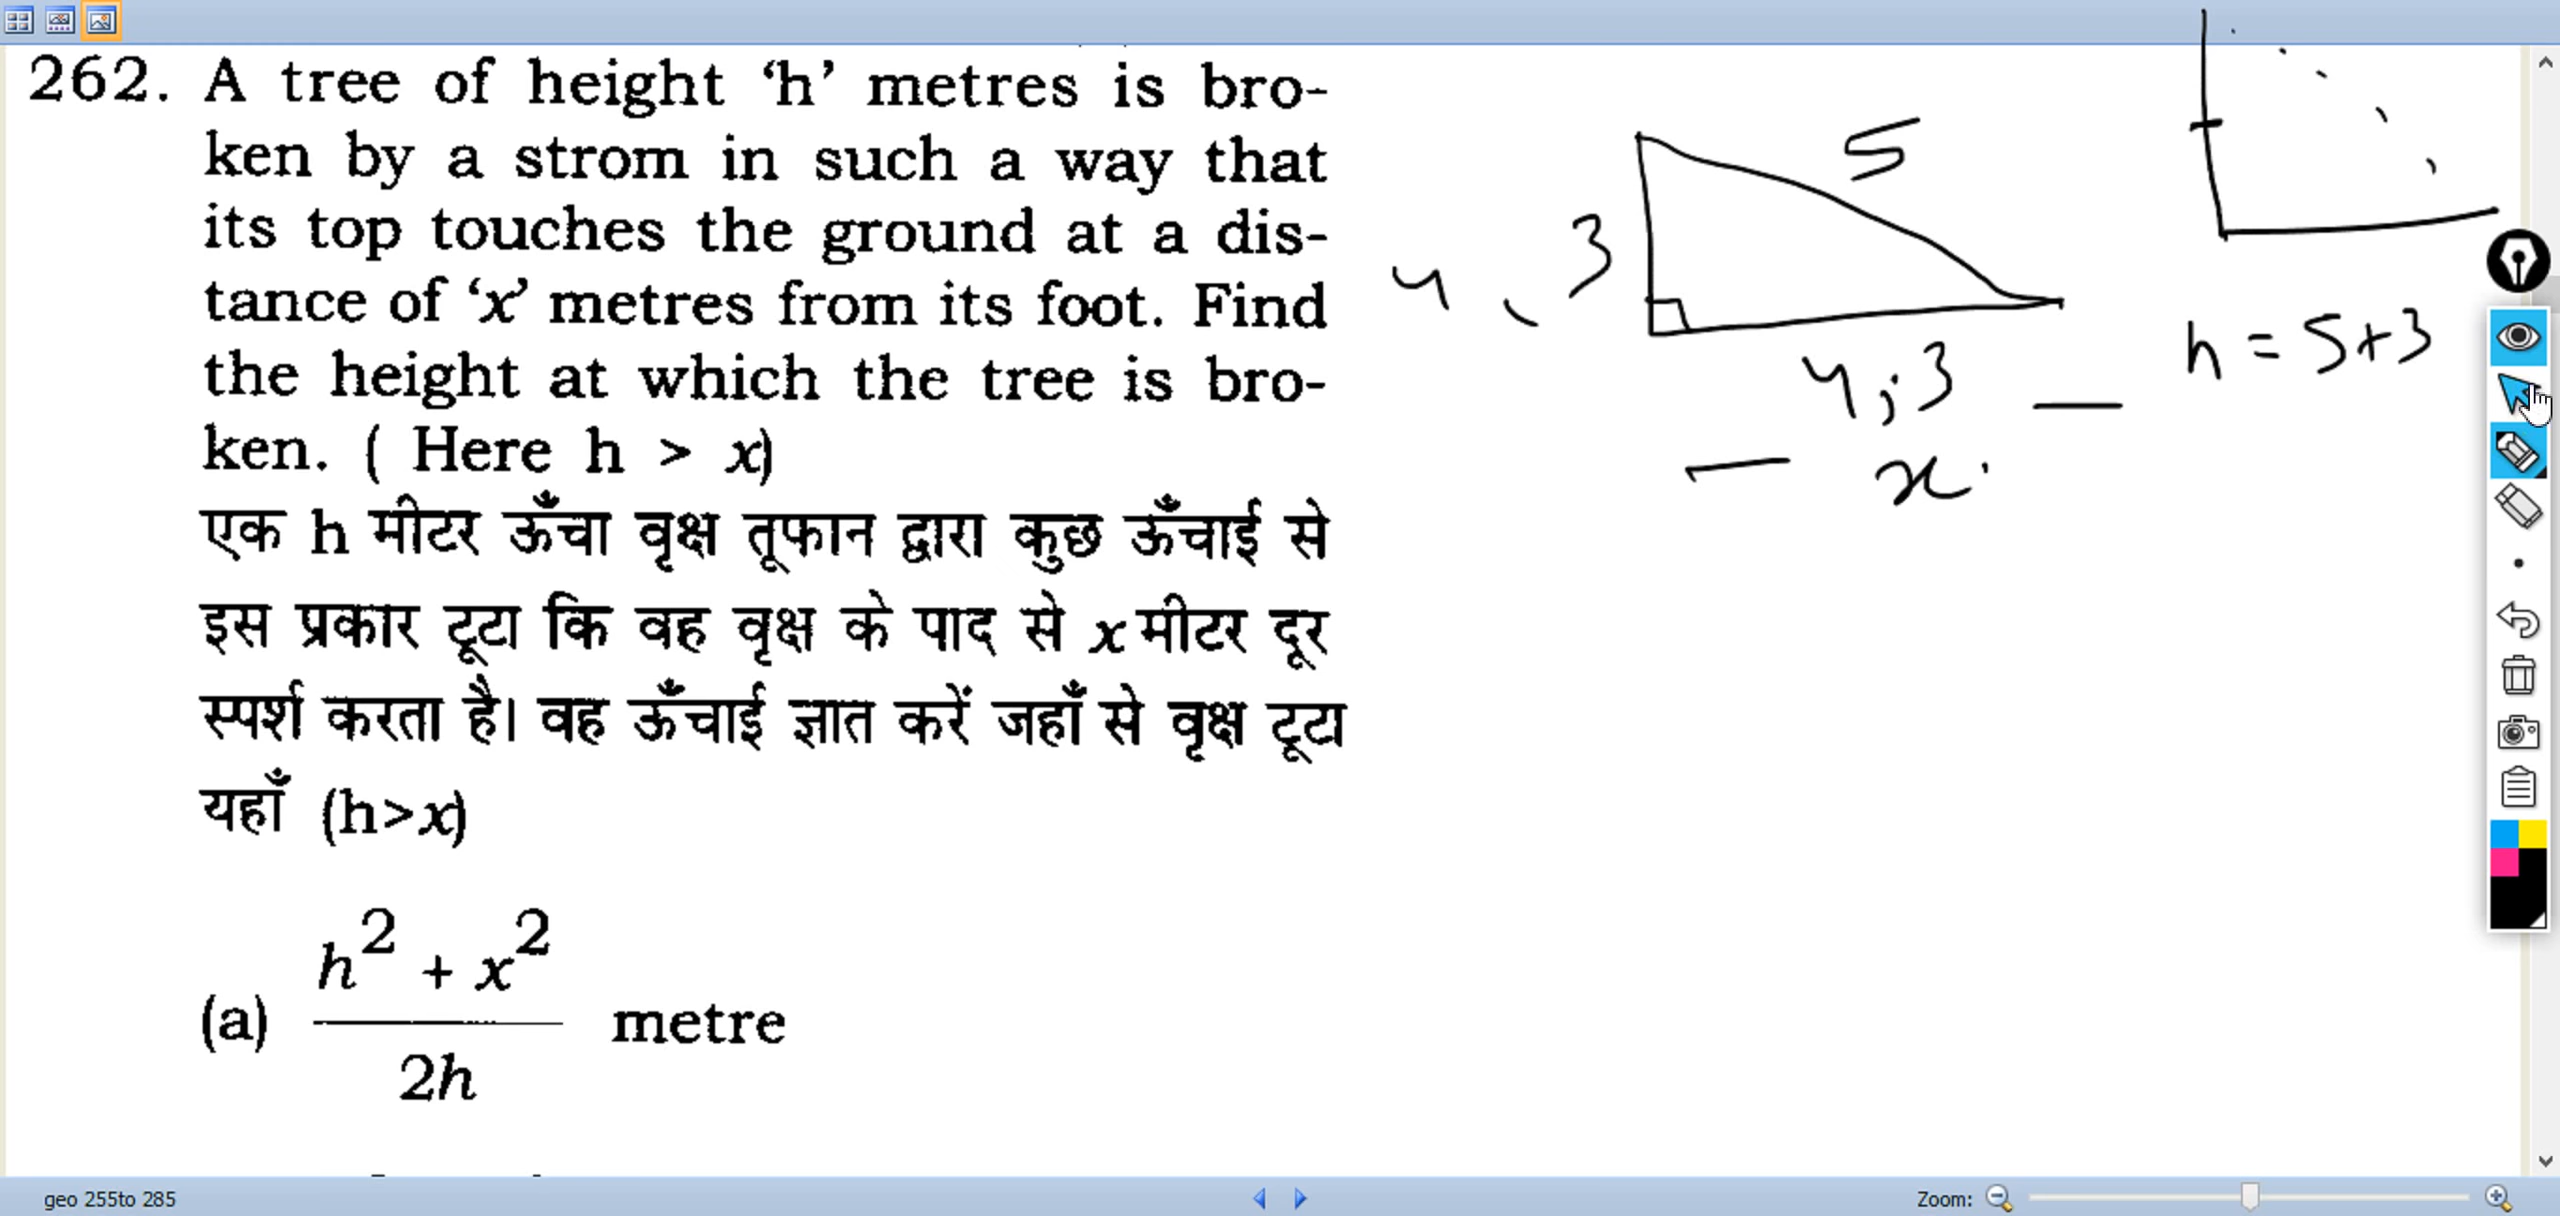 262. A tree of height ‘h’ metres is bro-
ken by a strom in such a way that
its top touches the ground at a dis-
tance of ‘x’ metres from its foot. Find
the height at which the tree is bro-
ken. ( Here h > x)
एक h मीटर ऊँचा वृक्ष तूफान द्वारा कुछ ऊँचाई से
इस प्रकार टूटा कि वह वृक्ष के पाद से x मीटर दूर
स्पर्श करता है। वह ऊँचाई ज्ञात करें जहाँ से वृक्ष टूटा
यहाँ (h>x)
(a) \frac{h^2 + x^2}{2h} metre
5
4, 3
4, 3 —
— x
h = 5+3
geo 255to 285
Zoom: